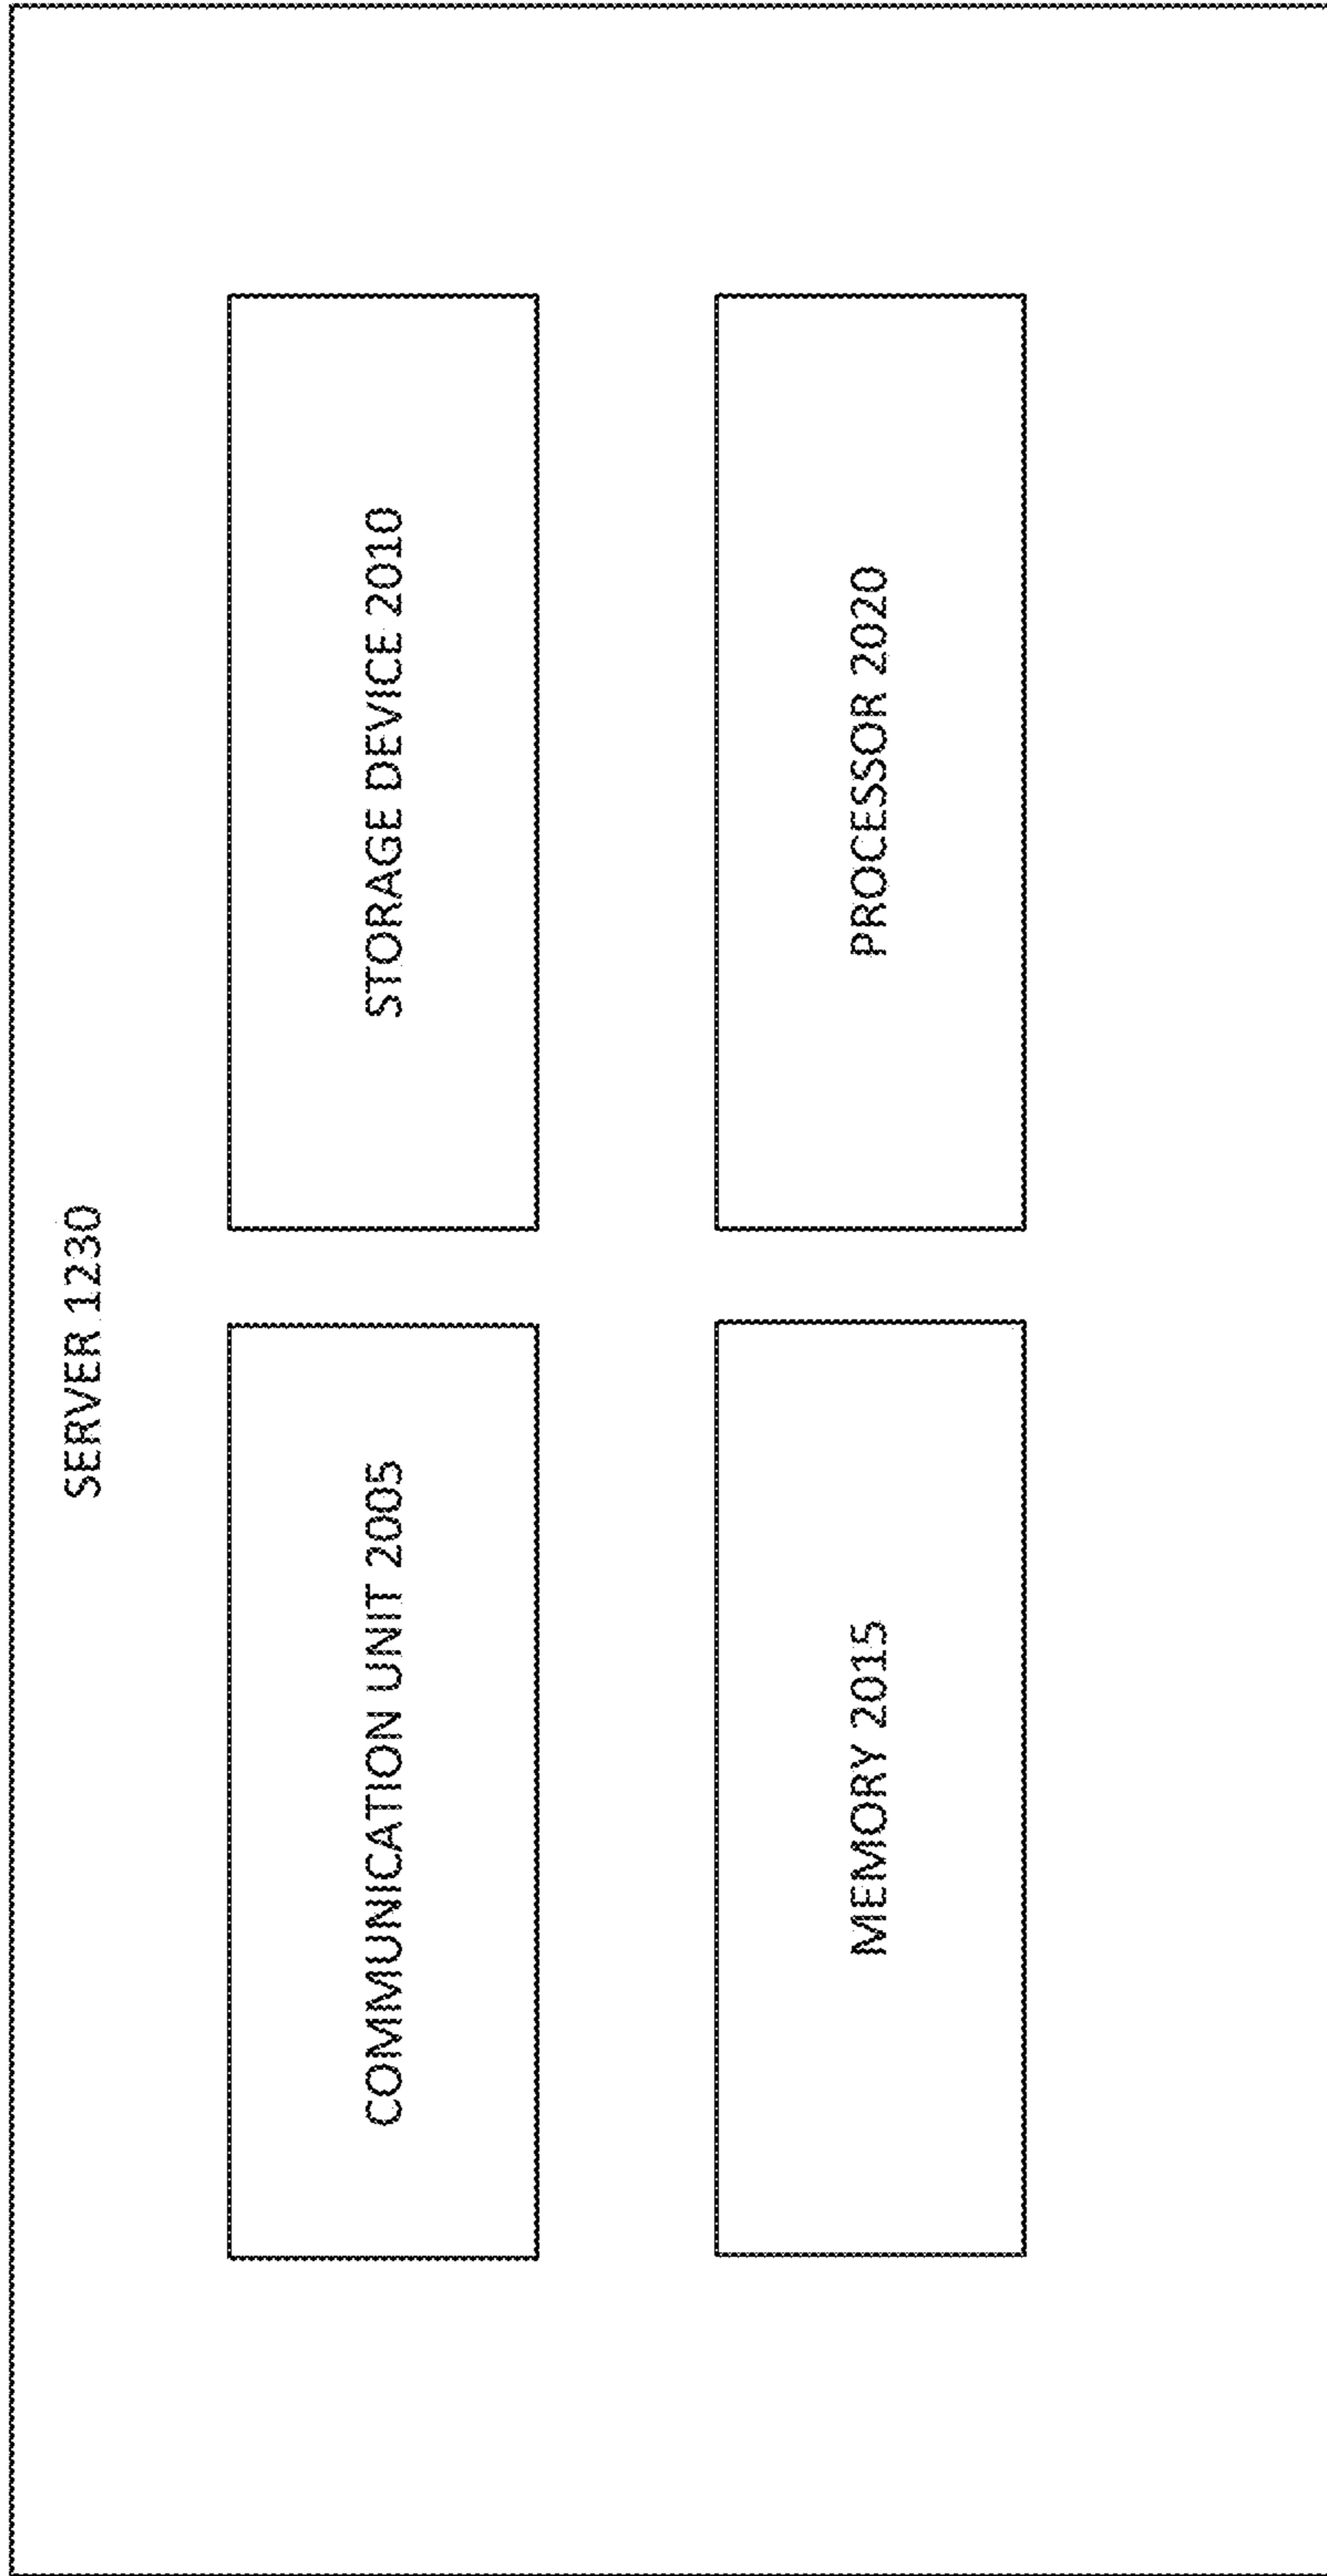 SERVER 1230
COMMUNICATION UNIT 2005
STORAGE DEVICE 2010
MEMORY 2015
PROCESSOR 2020